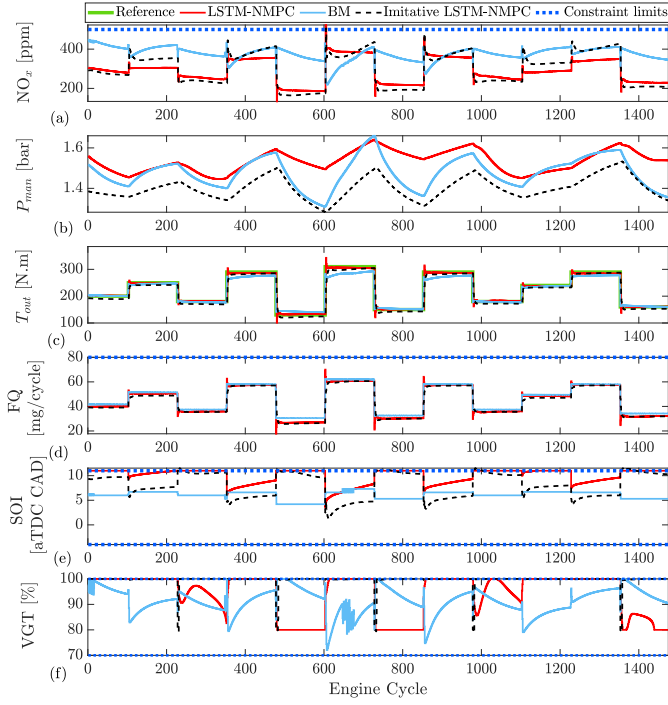 Reference LSTM-NMPC BM Imitative LSTM-NMPC Constraint limits
NOx [ppm]
400
200
0 200 400 600 800 1000 1200 1400
(a)
Pman [bar]
1.6
1.4
0 200 400 600 800 1000 1200 1400
(b)
Tout [N.m]
300
200
100
0 200 400 600 800 1000 1200 1400
(c)
FQ
[mg/cycle]
80
60
40
20
0 200 400 600 800 1000 1200 1400
(d)
SOI
[aTDC CAD]
10
5
0
0 200 400 600 800 1000 1200 1400
(e)
VGT [%]
100
90
80
70
0 200 400 600 800 1000 1200 1400
(f)
Engine Cycle